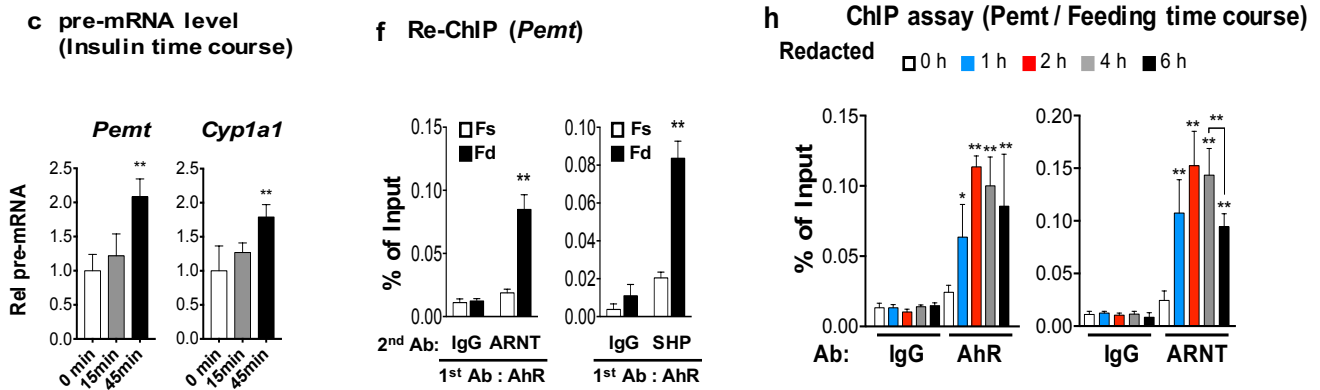 c pre-mRNA level
(Insulin time course)
Pemt
Cyp1a1
Rel pre-mRNA
2.5
2.0
1.5
1.0
0.5
0.0
**
0 min
15min
45min
2.5
2.0
1.5
1.0
0.5
0.0
**
0 min
15min
45min
f Re-ChIP (Pemt)
% of Input
0.15
0.10
0.05
0.00
Fs
Fd
**
0.10
0.08
0.06
0.04
0.02
0.00
Fs
Fd
**
2nd Ab: IgG ARNT
IgG SHP
1st Ab : AhR
1st Ab : AhR
h ChIP assay (Pemt / Feeding time course)
Redacted
0 h 1 h 2 h 4 h 6 h
% of Input
0.15
0.10
0.05
0.00
* ** ** **
0.20
0.15
0.10
0.05
0.00
** ** ** ** **
Ab: IgG AhR
IgG ARNT